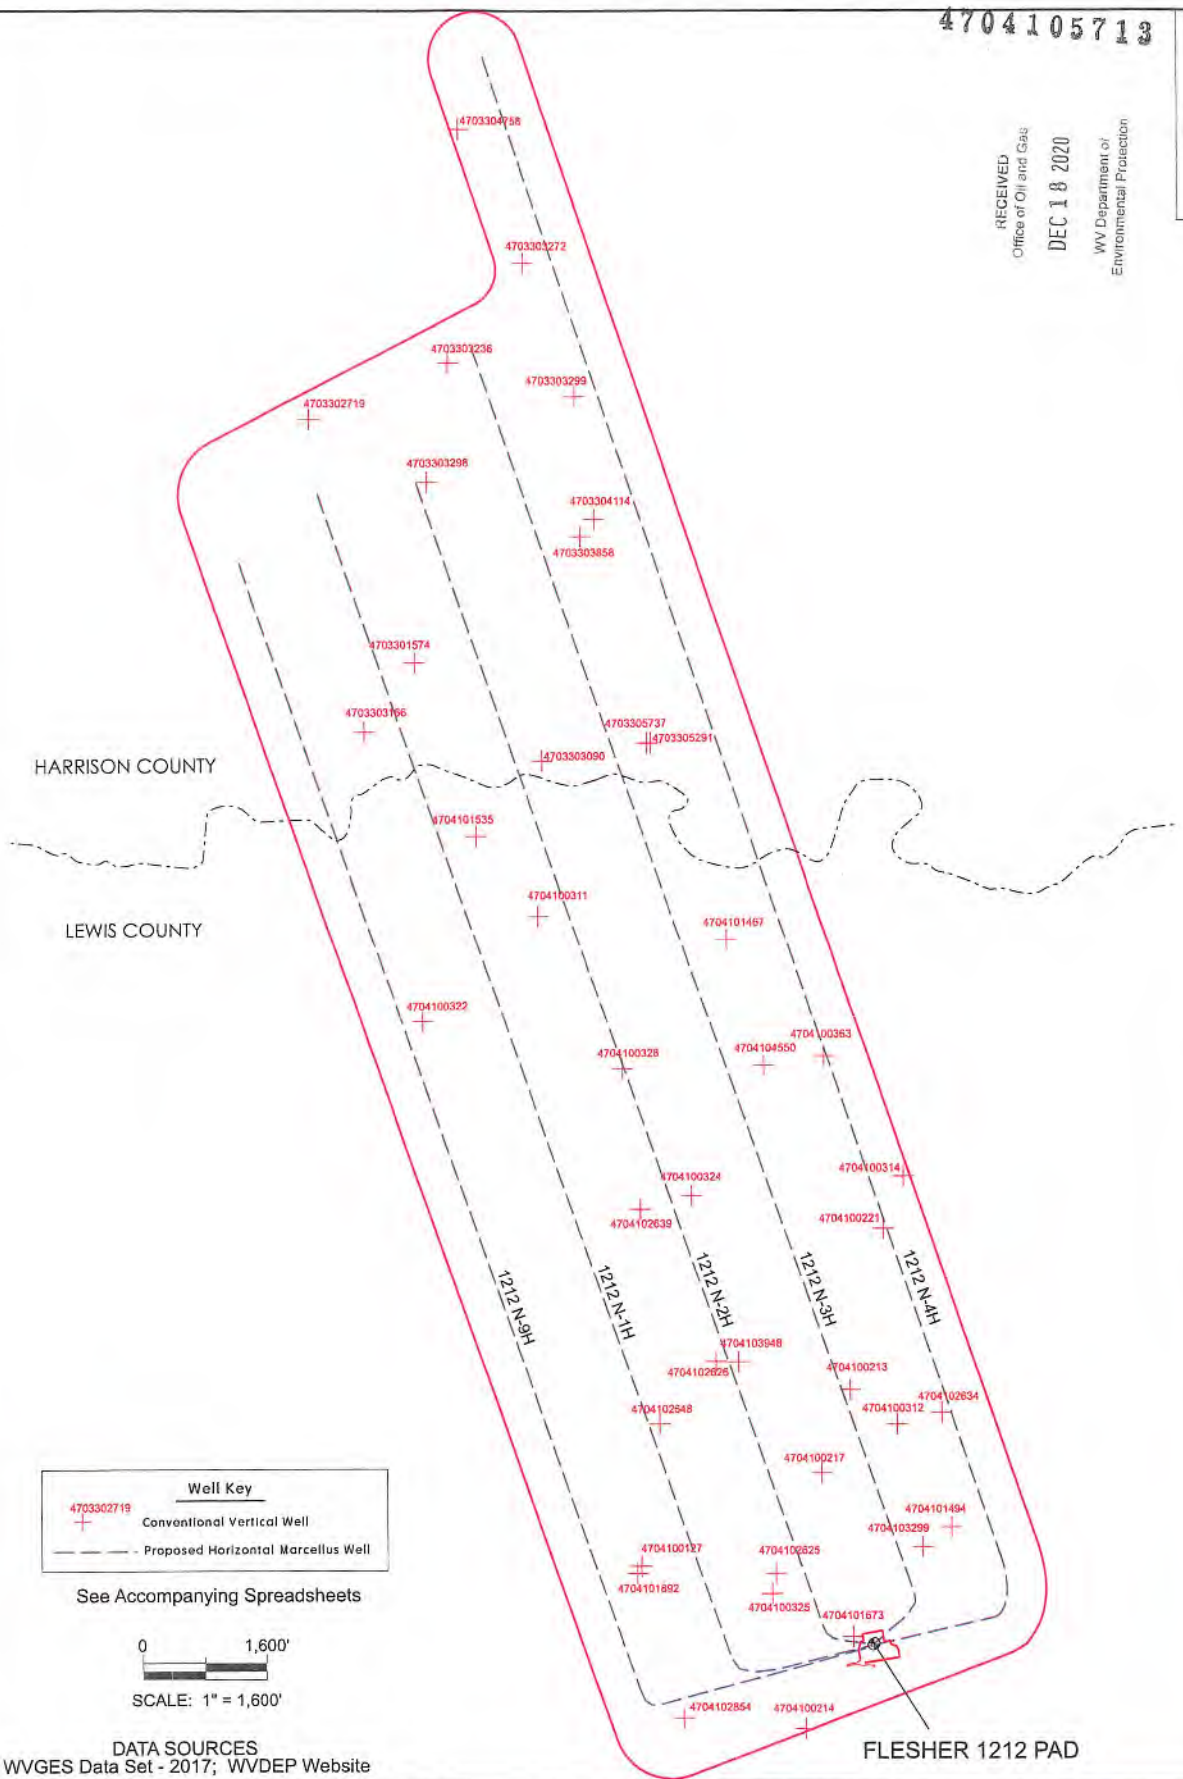 4704105713
RECEIVED
Office of Oil and Gas
DEC 18 2020
WV Department of
Environmental Protection
4703304758
4703303272
4703303236
4703303299
4703302719
4703303298
4703304114
4703303858
4703301574
4703303166
4703305737
4703305291
4703303090
HARRISON COUNTY
4704101535
4704100311
LEWIS COUNTY
4704101467
4704100322
4704100328
4704104550
4704100363
4704100314
4704100324
4704102639
4704100221
1212 N-9H
1212 N-1H
1212 N-2H
1212 N-3H
1212 N-4H
4704103948
4704102626
4704100213
4704102634
4704100312
4704102648
4704100217
4704101494
4704103299
4704100127
4704101892
4704102625
4704100325
4704101673
4704102854
4704100214
FLESHER 1212 PAD
Well Key
4703302719
Conventional Vertical Well
Proposed Horizontal Marcellus Well
See Accompanying Spreadsheets
0 1,600'
SCALE: 1" = 1,600'
DATA SOURCES
WVGES Data Set - 2017; WVDEP Website